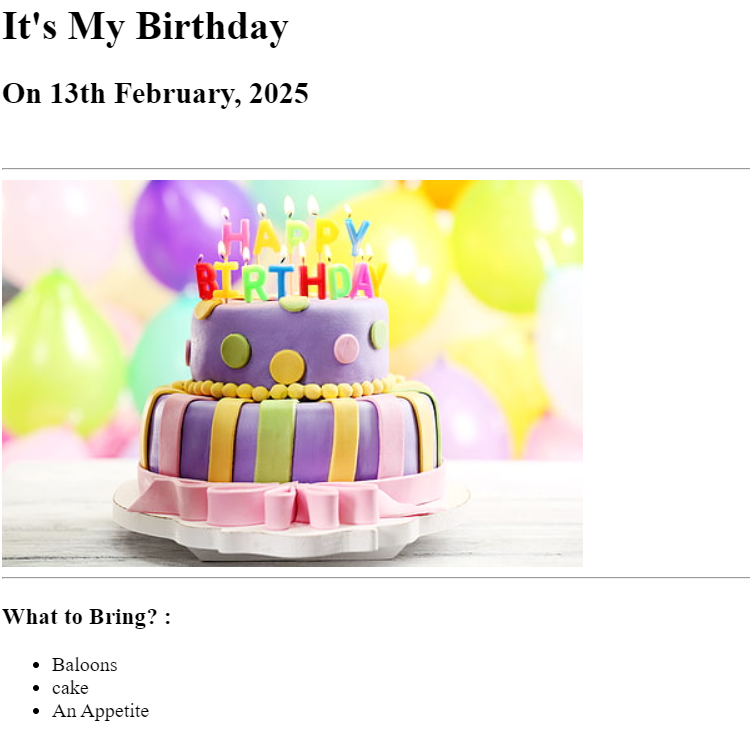 It's My Birthday
On 13th February, 2025
HAPPY
BIRTHDAY
What to Bring? :
Baloons
cake
An Appetite